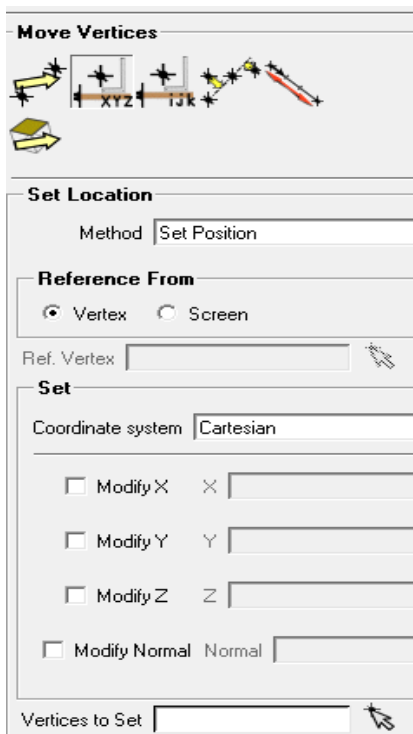 Move Vertices
XYZ ijk
Set Location
Method Set Position
Reference From
Vertex Screen
Ref. Vertex
Set
Coordinate system Cartesian
Modify X X
Modify Y Y
Modify Z Z
Modify Normal Normal
Vertices to Set